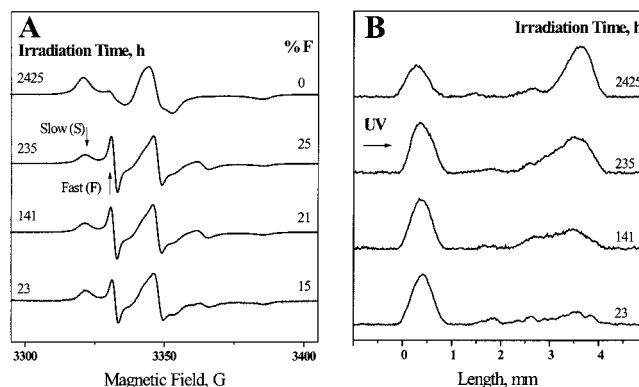 A
Irradiation Time, h
% F
2425
0
Slow (S)
235
25
Fast (F)
141
21
23
15
3300
3350
3400
Magnetic Field, G
B
Irradiation Time, h
2425
UV
235
141
23
0
1
2
3
4
Length, mm